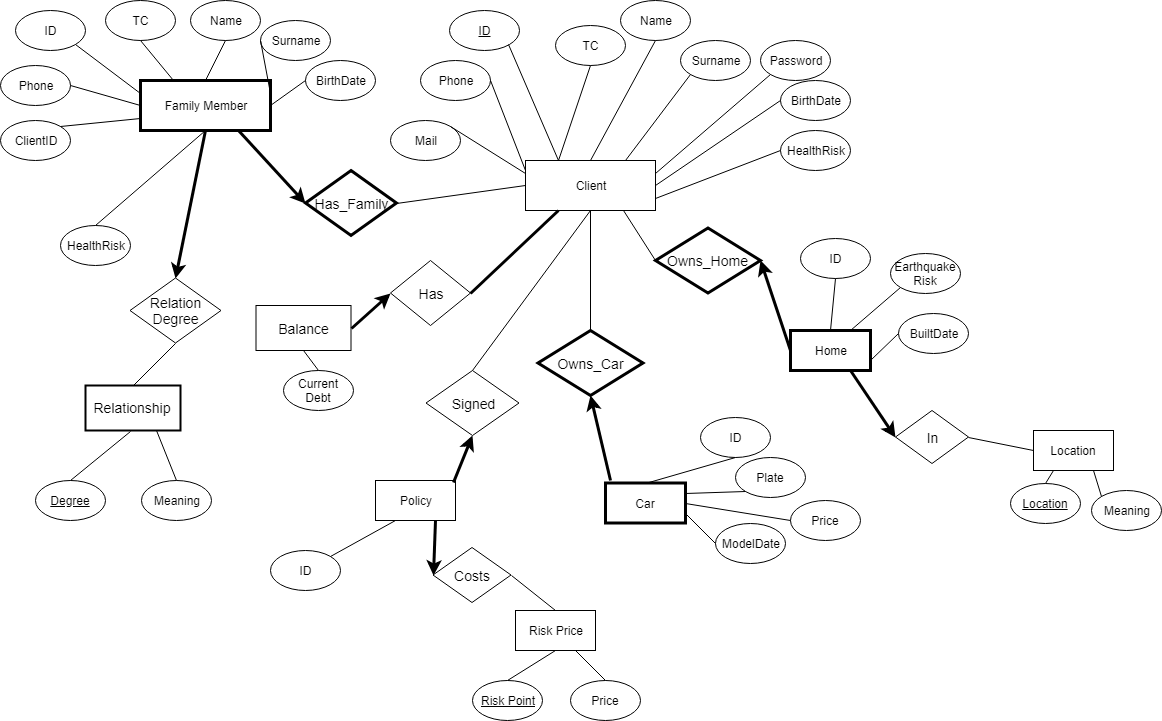 ID
TC
Name
Surname
Phone
BirthDate
Family Member
ClientID
HealthRisk
Has_Family
Relation
Degree
Relationship
Degree
Meaning
ID
TC
Name
Surname
Password
Phone
BirthDate
Mail
HealthRisk
Client
Has
Balance
Current
Debt
Signed
Policy
ID
Costs
Risk Price
Risk Point
Price
Owns_Car
Car
ID
Plate
Price
ModelDate
Owns_Home
ID
Earthquake
Risk
BuiltDate
Home
In
Location
Location
Meaning